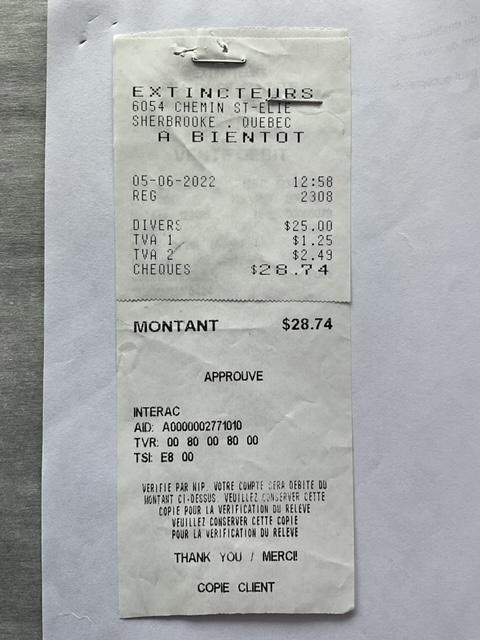 EXTINCTEURS
6054 CHEMIN ST-ELIE
SHERBROOKE , QUEBEC
A BIENTOT
05-06-2022 12:58
REG 2308
DIVERS $25.00
TVA 1 $1.25
TVA 2 $2.49
CHEQUES $28.74
MONTANT $28.74
APPROUVE
INTERAC
AID: A0000002771010
TVR: 00 80 00 80 00
TSI: E8 00
VERIFIE PAR NIP. VOTRE COMPTE SERA DEBITE DU
MONTANT CI-DESSUS. VEUILLEZ CONSERVER CETTE
COPIE POUR LA VERIFICATION DU RELEVE
VEUILLEZ CONSERVER CETTE COPIE
POUR LA VERIFICATION DU RELEVE
THANK YOU / MERCI!
COPIE CLIENT